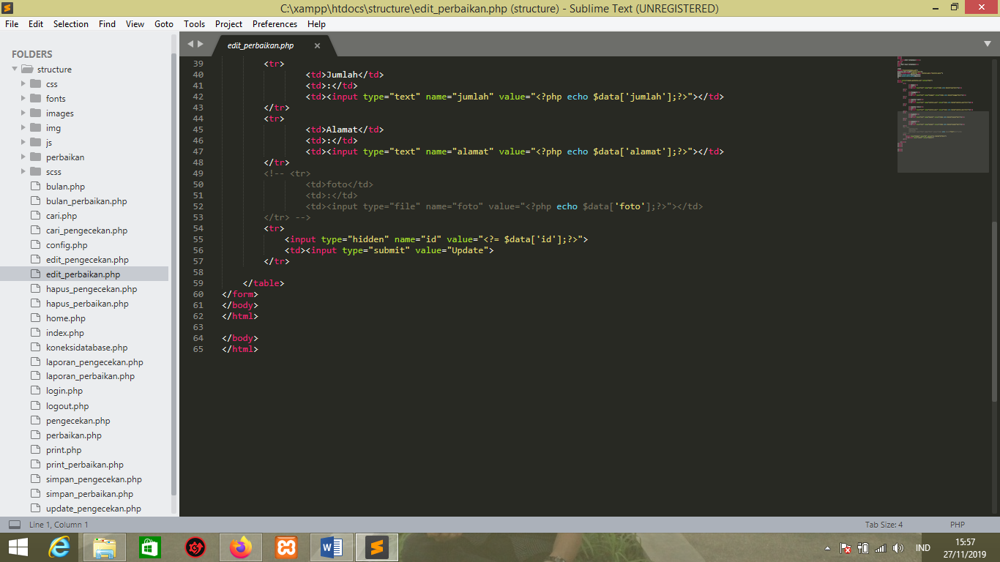 C:\xampp\htdocs\structure\edit_perbaikan.php (structure) - Sublime Text (UNREGISTERED)
File Edit Selection Find View Goto Tools Project Preferences Help
FOLDERS
structure
css
fonts
images
img
js
perbaikan
scss
bulan.php
bulan_perbaikan.php
cari.php
cari_pengecekan.php
config.php
edit_pengecekan.php
edit_perbaikan.php
hapus_pengecekan.php
hapus_perbaikan.php
home.php
index.php
koneksidatabase.php
laporan_pengecekan.php
laporan_perbaikan.php
login.php
logout.php
pengecekan.php
perbaikan.php
print.php
print_perbaikan.php
simpan_pengecekan.php
simpan_perbaikan.php
update_pengecekan.php
edit_perbaikan.php
39 <tr>
40 <td>Jumlah</td>
41 <td>:</td>
42 <td><input type="text" name="jumlah" value="<?php echo $data['jumlah'];?>"></td>
43 </tr>
44 <tr>
45 <td>Alamat</td>
46 <td>:</td>
47 <td><input type="text" name="alamat" value="<?php echo $data['alamat'];?>"></td>
48 </tr>
49 <!-- <tr>
50 <td>foto</td>
51 <td>:</td>
52 <td><input type="file" name="foto" value="<?php echo $data['foto'];?>"></td>
53 </tr> -->
54 <tr>
55 <input type="hidden" name="id" value="<?= $data['id'];?>">
56 <td><input type="submit" value="Update">
57 </tr>
58
59 </table>
60 </form>
61 </body>
62 </html>
63
64 </body>
65 </html>
Line 1, Column 1
Tab Size: 4
PHP
IND
15:57
27/11/2019